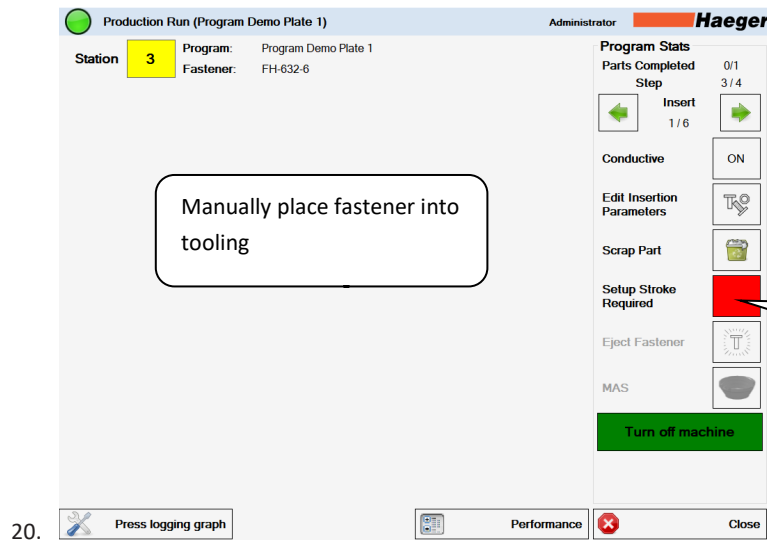 Production Run (Program Demo Plate 1)
Administrator
Haeger
Station 3
Program: Program Demo Plate 1
Fastener: FH-632-6
Program Stats
Parts Completed 0/1
Step 3 / 4
Insert
1 / 6
Conductive ON
Edit Insertion
Parameters
Scrap Part
Setup Stroke
Required
Eject Fastener
MAS
Turn off machine
Manually place fastener into
tooling
20.
Press logging graph
Performance
Close